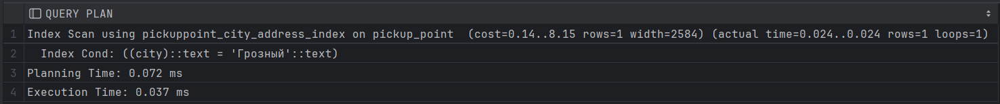 QUERY PLAN
1 Index Scan using pickuppoint_city_address_index on pickup_point  (cost=0.14..8.15 rows=1 width=2584) (actual time=0.024..0.024 rows=1 loops=1)
2   Index Cond: ((city)::text = 'Грозный'::text)
3 Planning Time: 0.072 ms
4 Execution Time: 0.037 ms